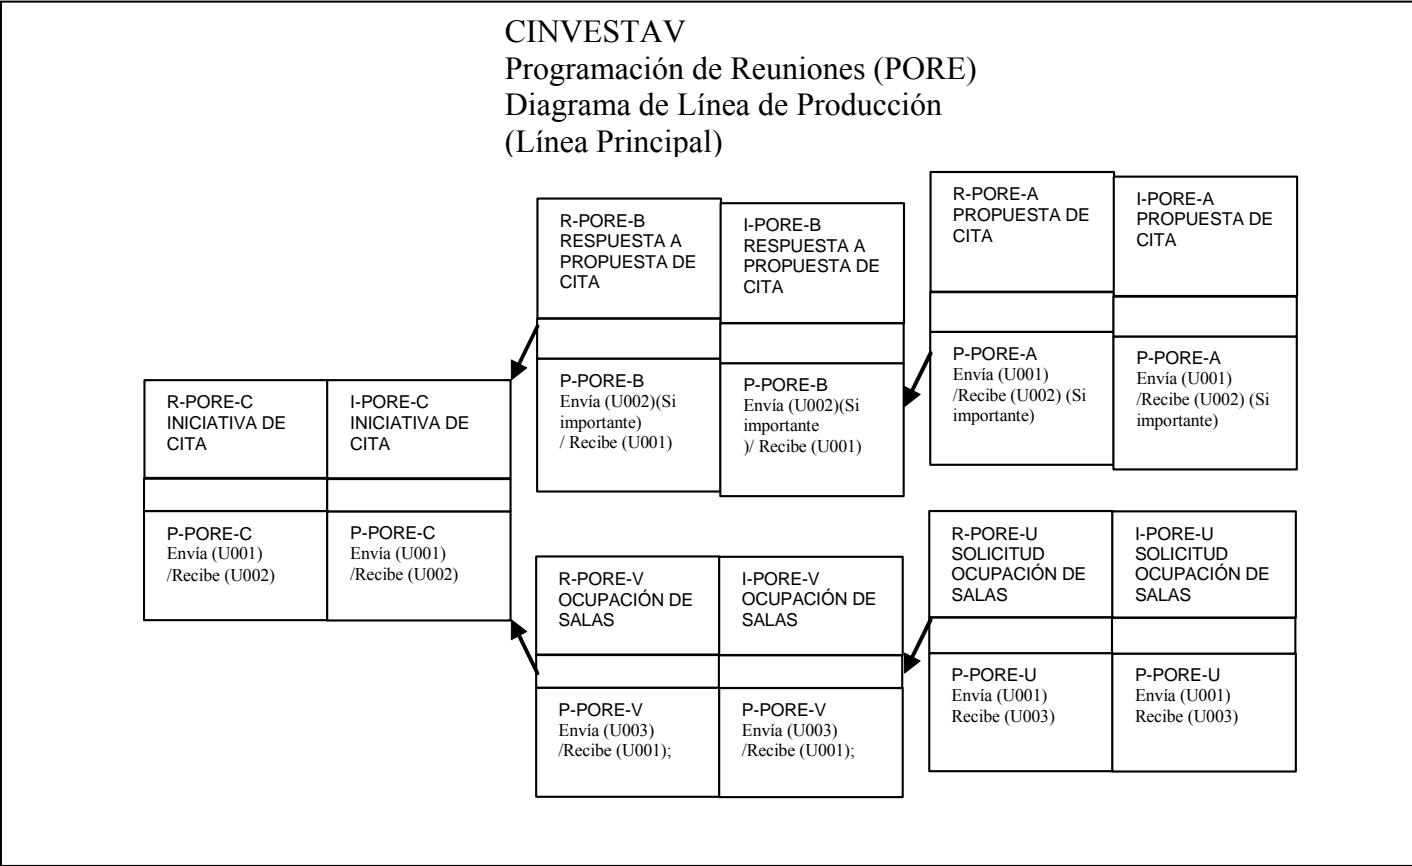 CINVESTAV
Programación de Reuniones (PORE)
Diagrama de Línea de Producción
(Línea Principal)
R-PORE-C
INICIATIVA DE
CITA
I-PORE-C
INICIATIVA DE
CITA
P-PORE-C
Envía (U001)
/Recibe (U002)
P-PORE-C
Envía (U001)
/Recibe (U002)
R-PORE-B
RESPUESTA A
PROPUESTA DE
CITA
I-PORE-B
RESPUESTA A
PROPUESTA DE
CITA
P-PORE-B
Envía (U002)(Si
importante)
/ Recibe (U001)
P-PORE-B
Envía (U002)(Si
importante
)/ Recibe (U001)
R-PORE-A
PROPUESTA DE
CITA
I-PORE-A
PROPUESTA DE
CITA
P-PORE-A
Envía (U001)
/Recibe (U002) (Si
importante)
P-PORE-A
Envía (U001)
/Recibe (U002) (Si
importante)
R-PORE-V
OCUPACIÓN DE
SALAS
I-PORE-V
OCUPACIÓN DE
SALAS
P-PORE-V
Envía (U003)
/Recibe (U001);
P-PORE-V
Envía (U003)
/Recibe (U001);
R-PORE-U
SOLICITUD
OCUPACIÓN DE
SALAS
I-PORE-U
SOLICITUD
OCUPACIÓN DE
SALAS
P-PORE-U
Envía (U001)
Recibe (U003)
P-PORE-U
Envía (U001)
Recibe (U003)